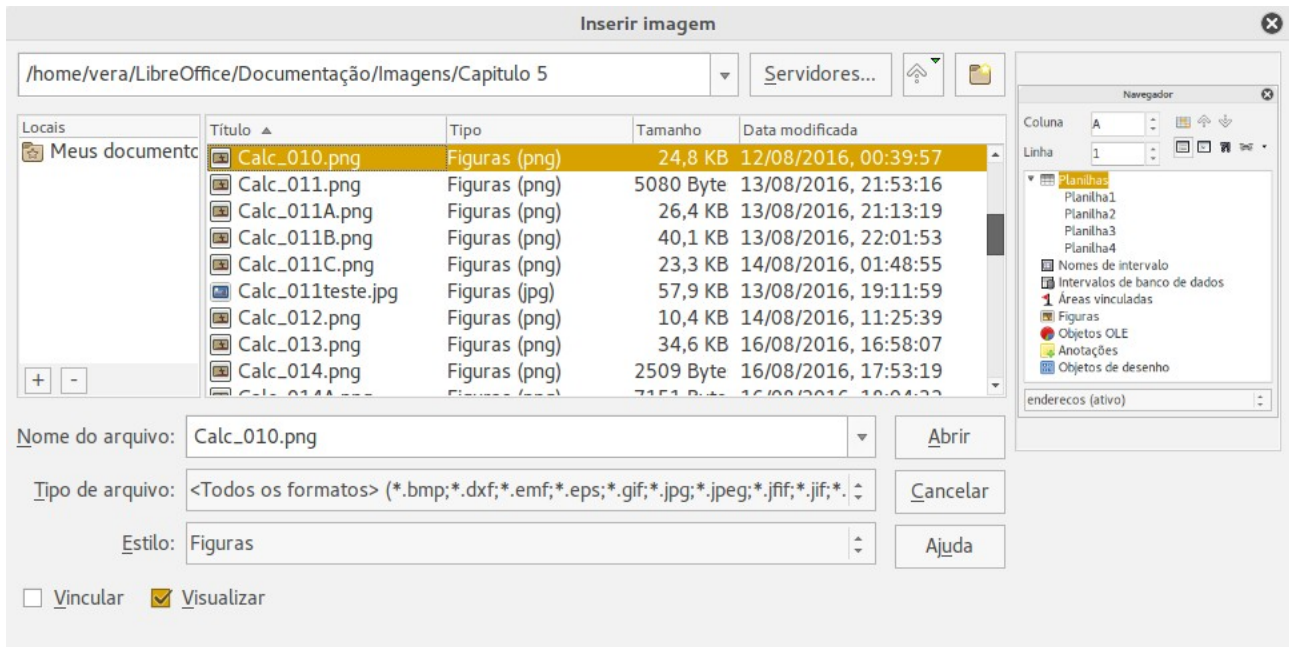 Inserir imagem
/home/vera/LibreOffice/Documentação/Imagens/Capitulo 5
Servidores...
Locais
Meus documento
Título Tipo Tamanho Data modificada
Calc_010.png Figuras (png) 24,8 KB 12/08/2016, 00:39:57
Calc_011.png Figuras (png) 5080 Byte 13/08/2016, 21:53:16
Calc_011A.png Figuras (png) 26,4 KB 13/08/2016, 21:13:19
Calc_011B.png Figuras (png) 40,1 KB 13/08/2016, 22:01:53
Calc_011C.png Figuras (png) 23,3 KB 14/08/2016, 01:48:55
Calc_011teste.jpg Figuras (jpg) 57,9 KB 13/08/2016, 19:11:59
Calc_012.png Figuras (png) 10,4 KB 14/08/2016, 11:25:39
Calc_013.png Figuras (png) 34,6 KB 16/08/2016, 16:58:07
Calc_014.png Figuras (png) 2509 Byte 16/08/2016, 17:53:19
+ -
Navegador
Coluna A
Linha 1
Planilhas
Planilha1
Planilha2
Planilha3
Planilha4
Nomes de intervalo
Intervalos de banco de dados
Áreas vinculadas
Figuras
Objetos OLE
Anotações
Objetos de desenho
enderecos (ativo)
Nome do arquivo: Calc_010.png Abrir
Tipo de arquivo: <Todos os formatos> (*.bmp;*.dxf;*.emf;*.eps;*.gif;*.jpg;*.jpeg;*.jfif;*.jif;*. Cancelar
Estilo: Figuras Ajuda
Vincular Visualizar